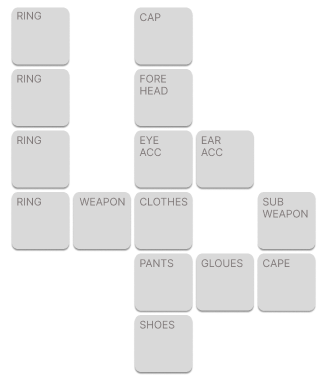 RING
CAP
RING
FORE
HEAD
RING
EYE
ACC
EAR
ACC
RING
WEAPON
CLOTHES
SUB
WEAPON
PANTS
GLOUES
CAPE
SHOES